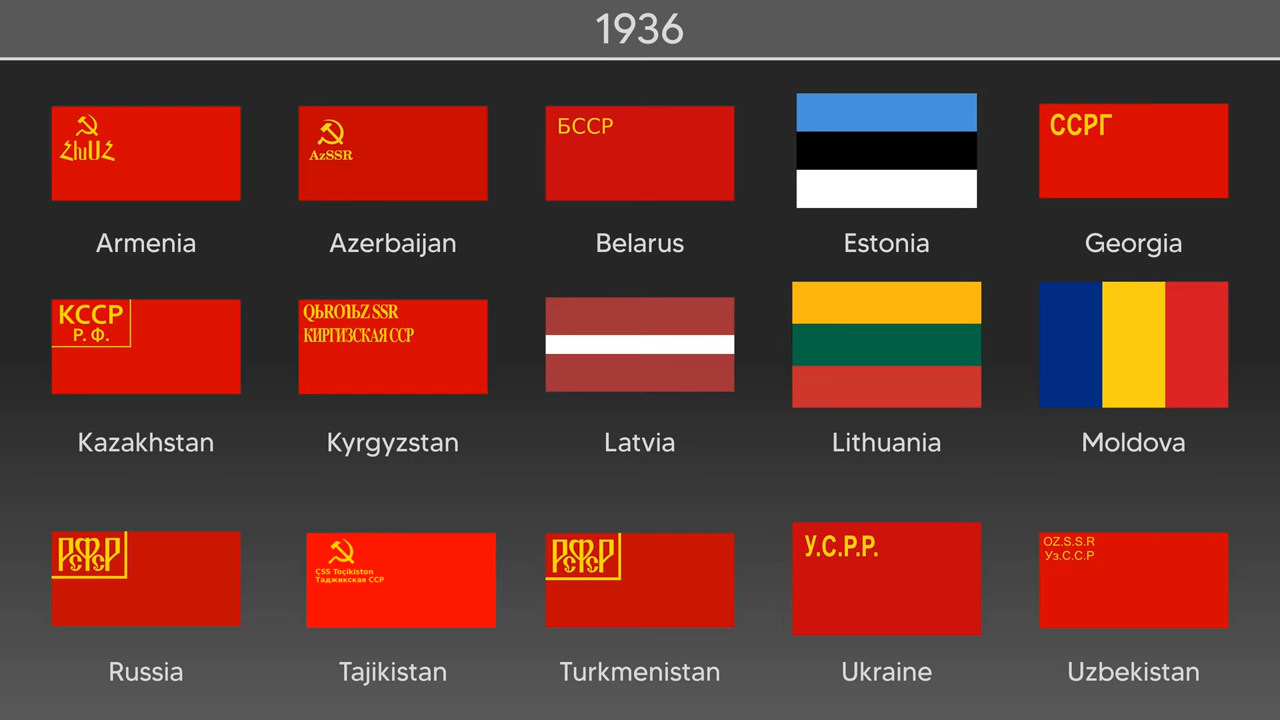 1936
ՀԽՍՀ
AzSSR
БССР
ССРГ
Armenia
Azerbaijan
Belarus
Estonia
Georgia
КССР
Р. Ф.
QЬRƢЬZ SSR
КИРГИЗСКАЯ ССР
Kazakhstan
Kyrgyzstan
Latvia
Lithuania
Moldova
РСФСР
CSS Toçikiston
Таджикская ССР
РСФСР
У.С.Р.Р.
OZ.S.S.R
Уз.С.С.Р
Russia
Tajikistan
Turkmenistan
Ukraine
Uzbekistan